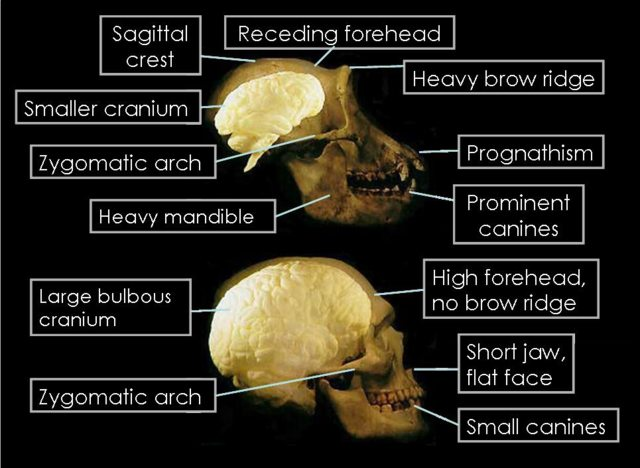 Sagittal
crest
Receding forehead
Heavy brow ridge
Smaller cranium
Zygomatic arch
Prognathism
Heavy mandible
Prominent
canines
High forehead,
no brow ridge
Large bulbous
cranium
Short jaw,
flat face
Zygomatic arch
Small canines